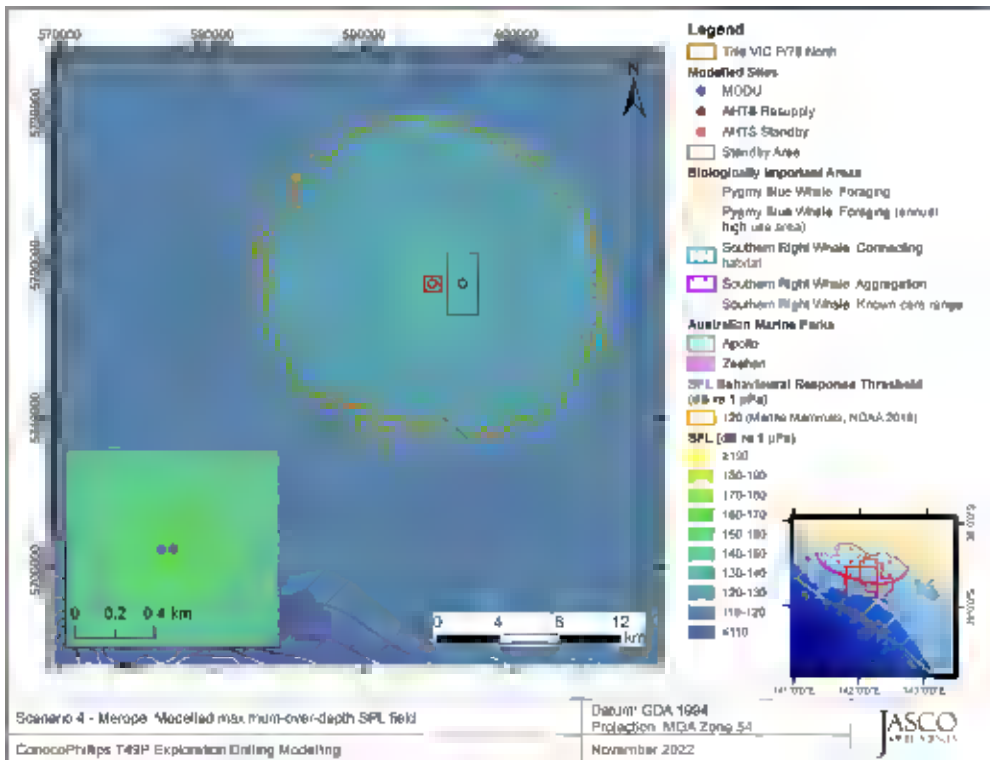 570000 580000 590000 600000
N
0 0.2 0.4 km
0 4 8 12
km
Legend
Modelled Sites
MODU
AHTS Resupply
AHTS Standby
Standby Area
Biologically Important Areas
Pygmy Blue Whale Foraging
Pygmy Blue Whale Foraging (annual
high use area)
Southern Right Whale Connecting
habitat
Southern Right Whale Aggregation
Southern Right Whale Known core range
Australian Marine Parks
Apollo
Zeehan
SPL Behavioural Response Threshold
(dB re 1 µPa)
120 (Marine Mammals, NOAA 2019)
SPL (dB re 1 µPa)
≥190
180-190
170-180
160-170
150-160
140-150
130-140
120-130
110-120
≤110
141°00'E 142°00'E 143°00'E
Scenario 4 - Merope Modelled maximum-over-depth SPL field
ConocoPhillips T49P Exploration Drilling Modelling
Datum: GDA 1994
Projection: MGA Zone 54
November 2022
JASCO
APPLIED SCIENCES